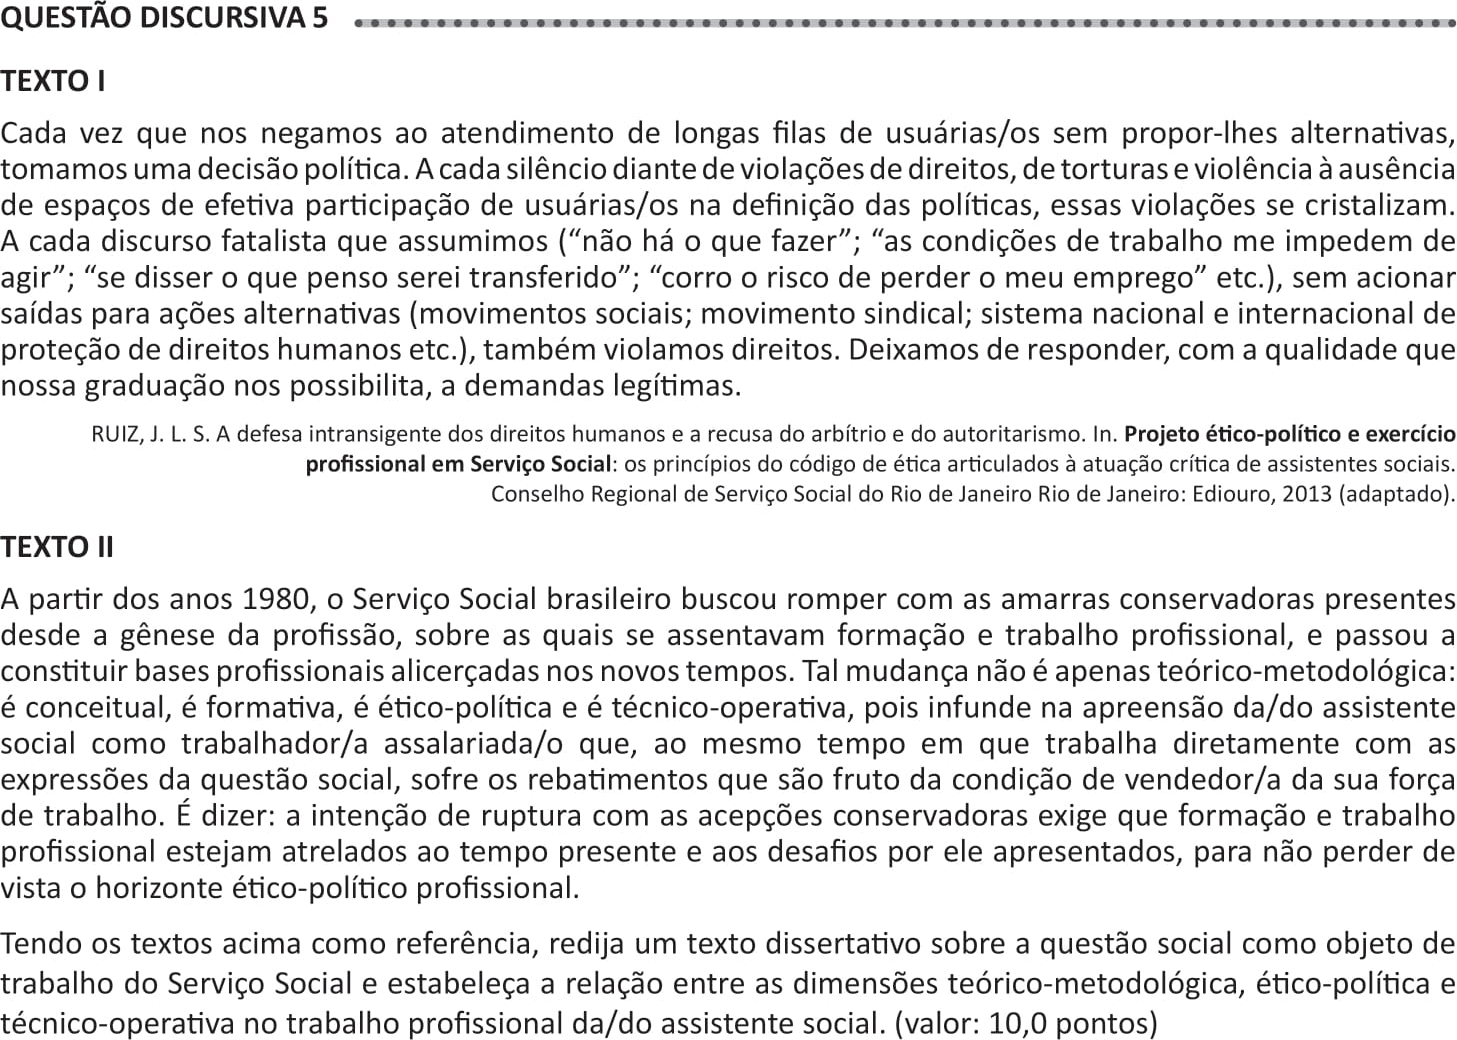 QUESTÃO DISCURSIVA 5
TEXTO I
Cada vez que nos negamos ao atendimento de longas filas de usuárias/os sem propor-lhes alternativas,
tomamos uma decisão política. A cada silêncio diante de violações de direitos, de torturas e violência à ausência
de espaços de efetiva participação de usuárias/os na definição das políticas, essas violações se cristalizam.
A cada discurso fatalista que assumimos (“não há o que fazer”; “as condições de trabalho me impedem de
agir”; “se disser o que penso serei transferido”; “corro o risco de perder o meu emprego” etc.), sem acionar
saídas para ações alternativas (movimentos sociais; movimento sindical; sistema nacional e internacional de
proteção de direitos humanos etc.), também violamos direitos. Deixamos de responder, com a qualidade que
nossa graduação nos possibilita, a demandas legítimas.
RUIZ, J. L. S. A defesa intransigente dos direitos humanos e a recusa do arbítrio e do autoritarismo. In. Projeto ético-político e exercício
profissional em Serviço Social: os princípios do código de ética articulados à atuação crítica de assistentes sociais.
Conselho Regional de Serviço Social do Rio de Janeiro Rio de Janeiro: Ediouro, 2013 (adaptado).
TEXTO II
A partir dos anos 1980, o Serviço Social brasileiro buscou romper com as amarras conservadoras presentes
desde a gênese da profissão, sobre as quais se assentavam formação e trabalho profissional, e passou a
constituir bases profissionais alicerçadas nos novos tempos. Tal mudança não é apenas teórico-metodológica:
é conceitual, é formativa, é ético-política e é técnico-operativa, pois infunde na apreensão da/do assistente
social como trabalhador/a assalariada/o que, ao mesmo tempo em que trabalha diretamente com as
expressões da questão social, sofre os rebatimentos que são fruto da condição de vendedor/a da sua força
de trabalho. É dizer: a intenção de ruptura com as acepções conservadoras exige que formação e trabalho
profissional estejam atrelados ao tempo presente e aos desafios por ele apresentados, para não perder de
vista o horizonte ético-político profissional.
Tendo os textos acima como referência, redija um texto dissertativo sobre a questão social como objeto de
trabalho do Serviço Social e estabeleça a relação entre as dimensões teórico-metodológica, ético-política e
técnico-operativa no trabalho profissional da/do assistente social. (valor: 10,0 pontos)